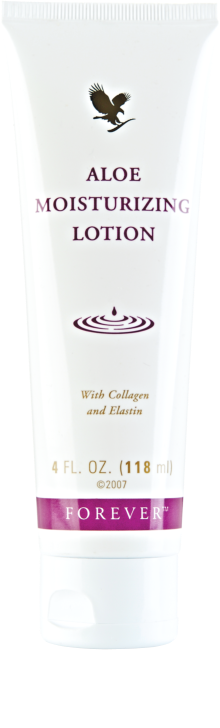 ALOE
MOISTURIZING
LOTION
With Collagen
and Elastin
4 FL. OZ. (118 ml)
©2007
FOREVER™